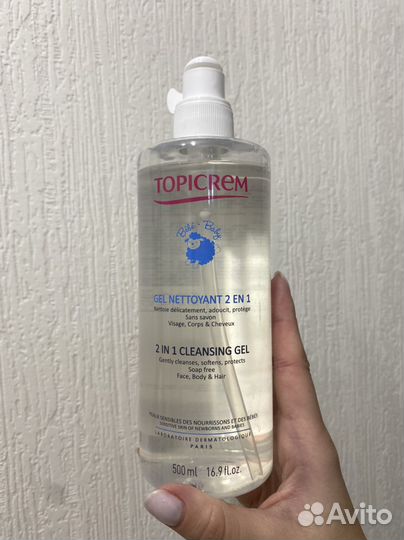 TOPICREM
Bébé - Baby
GEL NETTOYANT 2 EN 1
Nettoie délicatement, adoucit, protège
Sans savon
Visage, Corps & Cheveux
2 IN 1 CLEANSING GEL
Gently cleanses, softens, protects
Soap free
Face, Body & Hair
PEAUX SENSIBLES DES NOURRISSONS ET DES BÉBÉS
SENSITIVE SKIN OF NEWBORNS AND BABIES
LABORATOIRE DERMATOLOGIQUE
PARIS
500 ml 16.9 fl.oz.
Avito